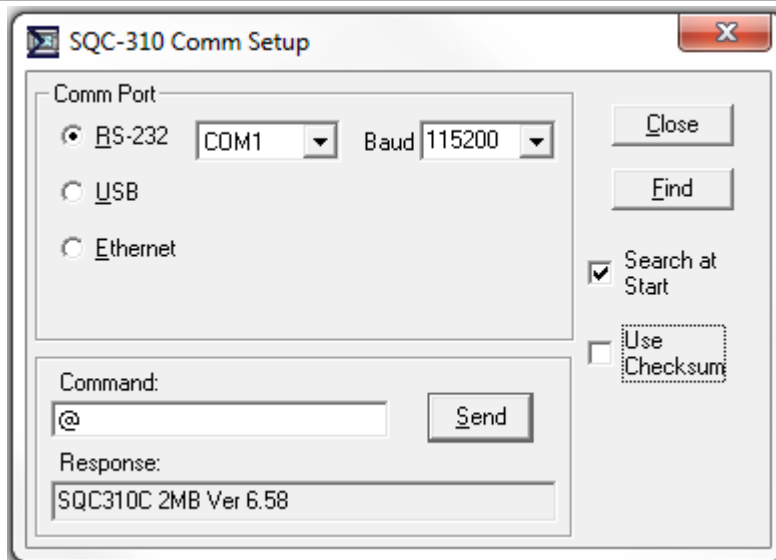 SQC-310 Comm Setup
Comm Port
RS-232 COM1 Baud 115200
USB
Ethernet
Close
Find
Search at
Start
Use
Checksum
Command:
@
Send
Response:
SQC310C 2MB Ver 6.58